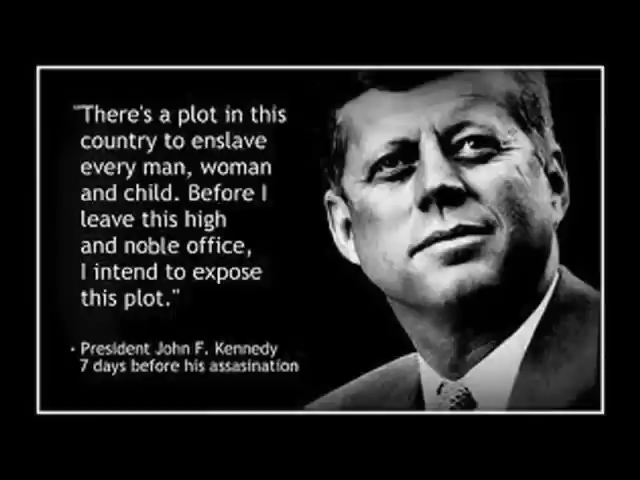 "There's a plot in this
country to enslave
every man, woman
and child. Before I
leave this high
and noble office,
I intend to expose
this plot."
- President John F. Kennedy
7 days before his assasination